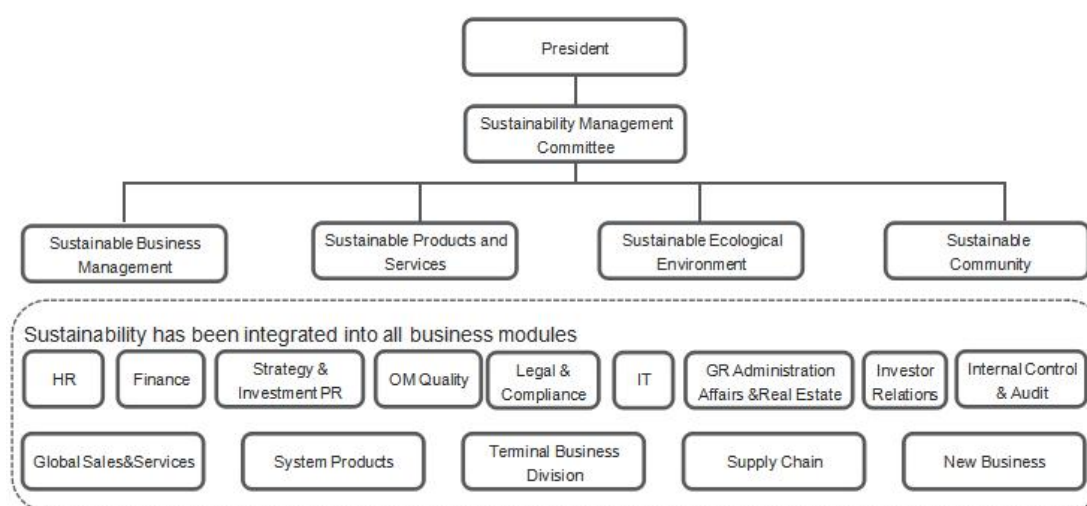 President
Sustainability Management
Committee
Sustainable Business
Management
Sustainable Products and
Services
Sustainable Ecological
Environment
Sustainable
Community
Sustainability has been integrated into all business modules
HR
Finance
Strategy &
Investment PR
OM Quality
Legal &
Compliance
IT
GR Administration
Affairs &Real Estate
Investor
Relations
Internal Control
& Audit
Global Sales&Services
System Products
Terminal Business
Division
Supply Chain
New Business